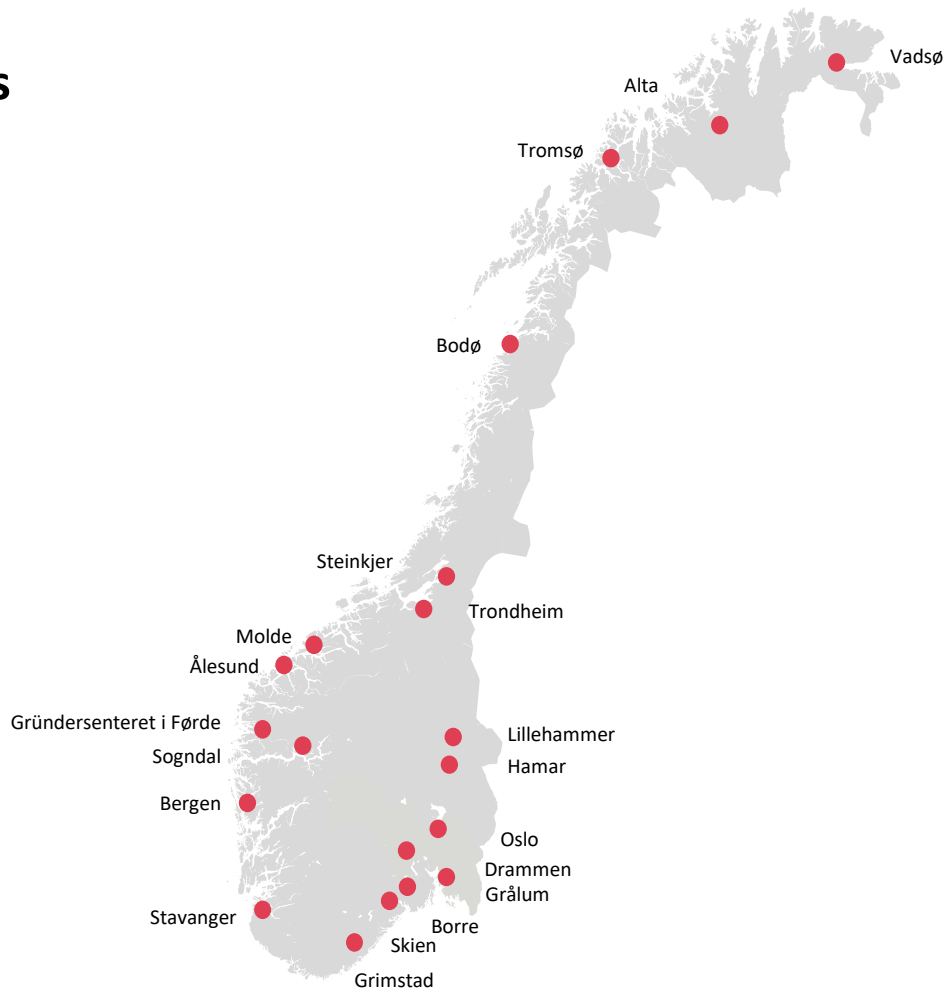 s
Vadsø
Alta
Tromsø
Bodø
Steinkjer
Trondheim
Molde
Ålesund
Gründersenteret i Førde
Lillehammer
Sogndal
Hamar
Bergen
Oslo
Drammen
Grålum
Stavanger
Borre
Skien
Grimstad